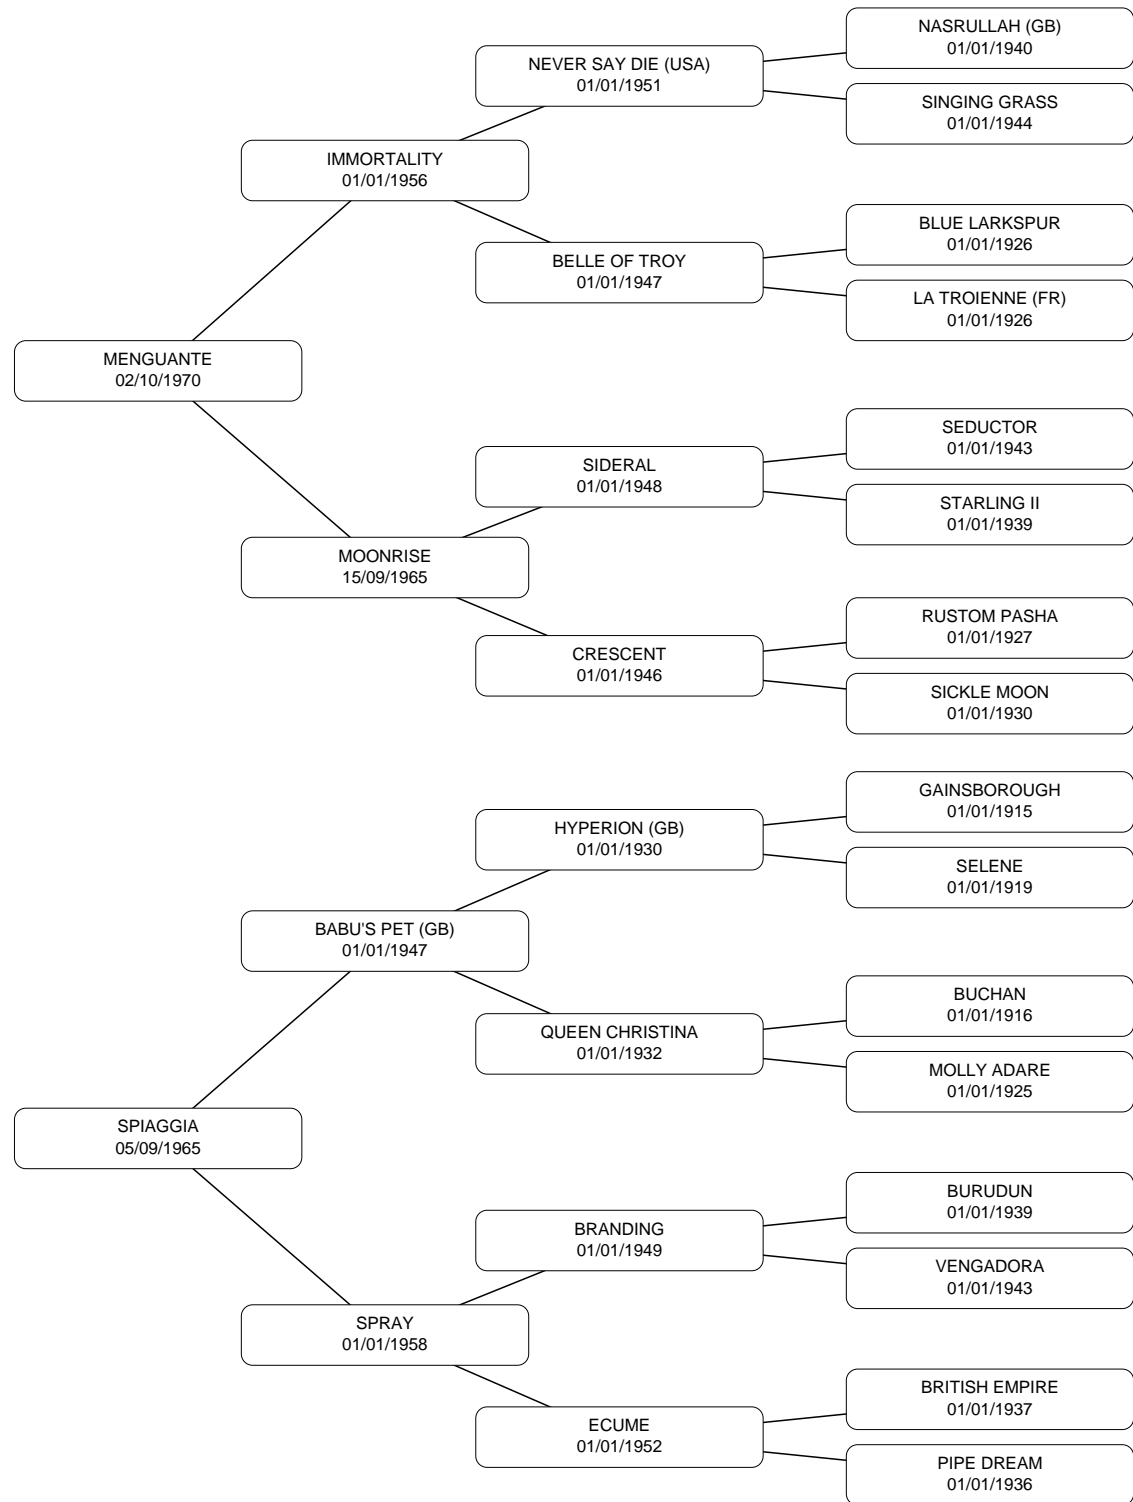 NASRULLAH (GB)
01/01/1940
NEVER SAY DIE (USA)
01/01/1951
SINGING GRASS
01/01/1944
IMMORTALITY
01/01/1956
BLUE LARKSPUR
01/01/1926
BELLE OF TROY
01/01/1947
LA TROIENNE (FR)
01/01/1926
MENGUANTE
02/10/1970
SEDUCTOR
01/01/1943
SIDERAL
01/01/1948
STARLING II
01/01/1939
MOONRISE
15/09/1965
RUSTOM PASHA
01/01/1927
CRESCENT
01/01/1946
SICKLE MOON
01/01/1930
GAINSBOROUGH
01/01/1915
HYPERION (GB)
01/01/1930
SELENE
01/01/1919
BABU'S PET (GB)
01/01/1947
BUCHAN
01/01/1916
QUEEN CHRISTINA
01/01/1932
MOLLY ADARE
01/01/1925
SPIAGGIA
05/09/1965
BURUDUN
01/01/1939
BRANDING
01/01/1949
VENGADORA
01/01/1943
SPRAY
01/01/1958
BRITISH EMPIRE
01/01/1937
ECUME
01/01/1952
PIPE DREAM
01/01/1936